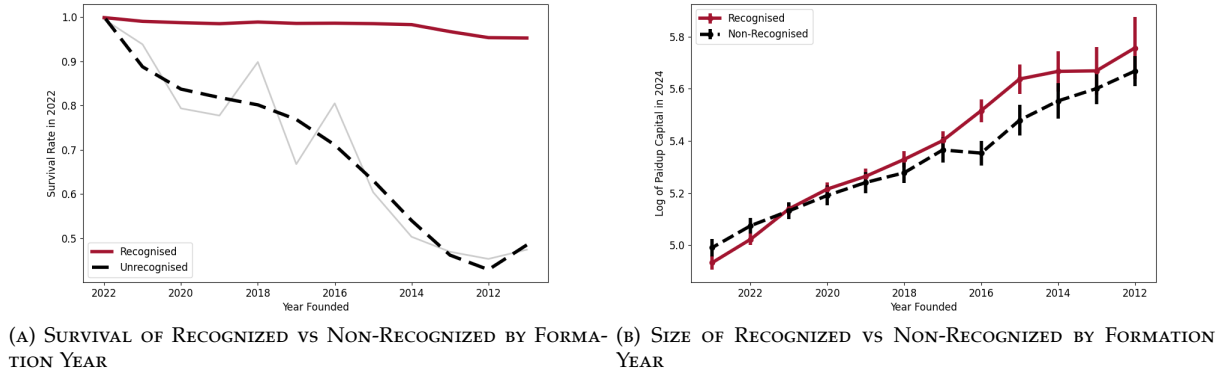 1.0
0.9
0.8
0.7
0.6
0.5
Survival Rate in 2022
Recognised
Unrecognised
2022 2020 2018 2016 2014 2012
Year Founded
(A) Survival of Recognized vs Non-Recognized by Forma-
tion Year
5.8
5.6
5.4
5.2
5.0
Log of Paidup Capital in 2024
Recognised
Non-Recognised
2022 2020 2018 2016 2014 2012
Year Founded
(B) Size of Recognized vs Non-Recognized by Formation
Year